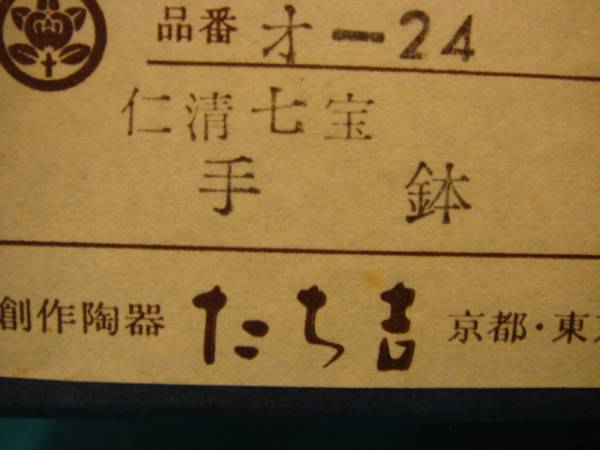 品番 オ-24
仁清七宝
手鉢
創作陶器 たち吉 京都・東京